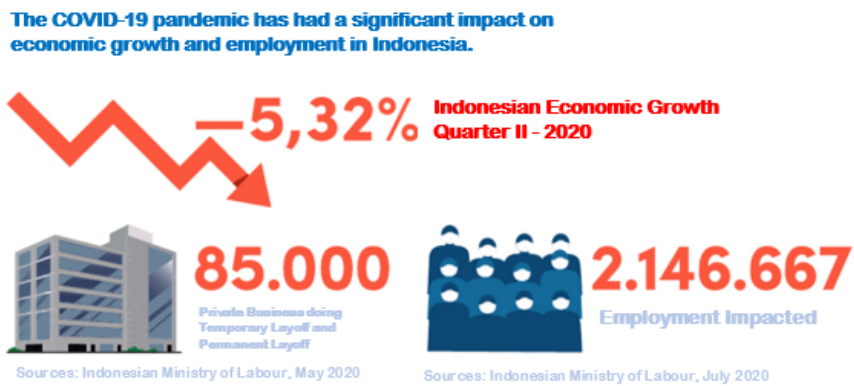 The COVID-19 pandemic has had a significant impact on
economic growth and employment in Indonesia.
–5,32%
Indonesian Economic Growth
Quarter II - 2020
85.000
Private Business doing
Temporary Layoff and
Permanent Layoff
Sources: Indonesian Ministry of Labour, May 2020
2.146.667
Employment Impacted
Sources: Indonesian Ministry of Labour, July 2020